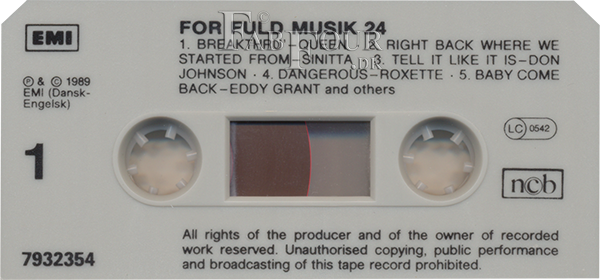 EMI
FOR FULD MUSIK 24
1. BREAKTHRU'-QUEEN · 2. RIGHT BACK WHERE WE
STARTED FROM-SINITTA · 3. TELL IT LIKE IT IS-DON
JOHNSON · 4. DANGEROUS-ROXETTE · 5. BABY COME
BACK-EDDY GRANT and others
℗ & © 1989
EMI (Dansk-
Engelsk)
1
LC 0542
ncb
7932354
All rights of the producer and of the owner of recorded
work reserved. Unauthorised copying, public performance
and broadcasting of this tape record prohibited.